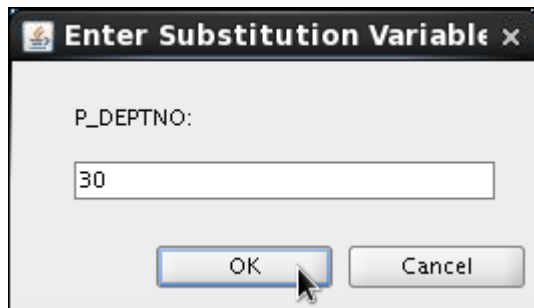 Enter Substitution Variable
P_DEPTNO:
30
OK
Cancel